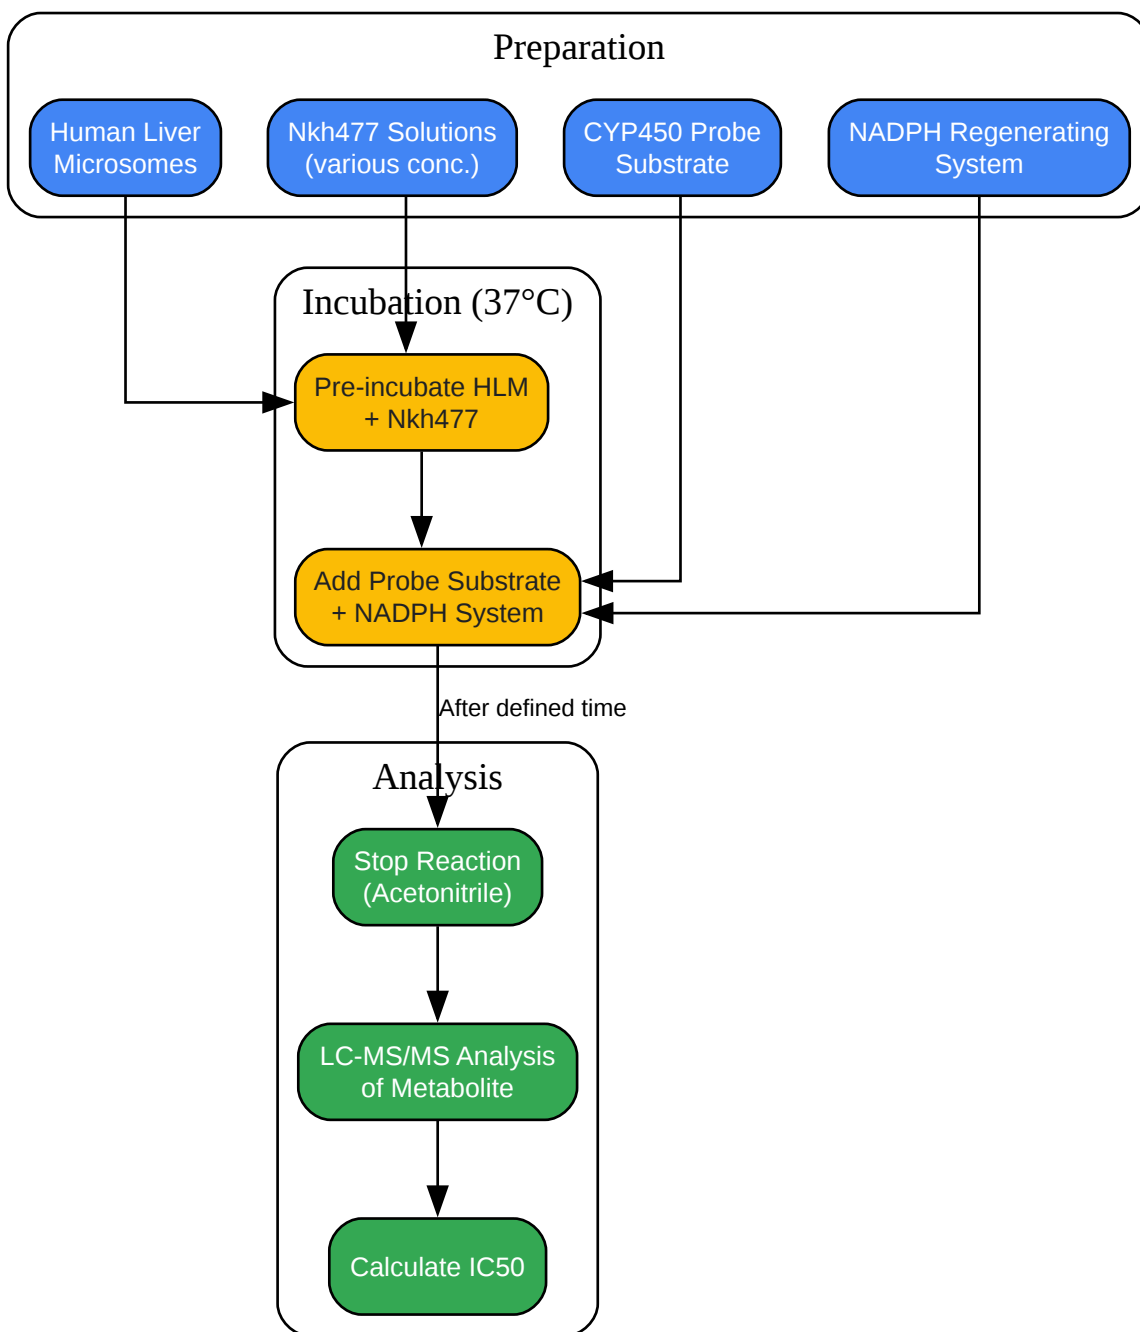 Preparation
Human Liver
Microsomes
Nkh477 Solutions
(various conc.)
CYP450 Probe
Substrate
NADPH Regenerating
System
Incubation (37°C)
Pre-incubate HLM
+ Nkh477
Add Probe Substrate
+ NADPH System
After defined time
Analysis
Stop Reaction
(Acetonitrile)
LC-MS/MS Analysis
of Metabolite
Calculate IC50